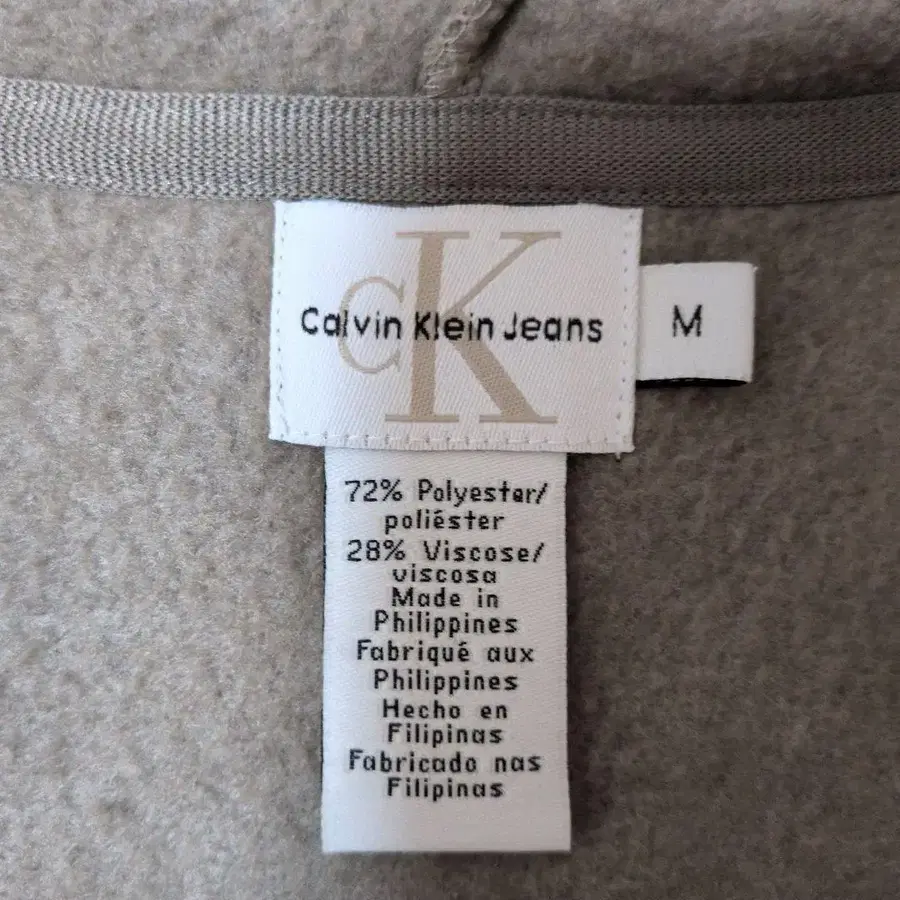 CK
Calvin Klein Jeans
M
72% Polyester/
poliéster
28% Viscose/
viscosa
Made in
Philippines
Fabriqué aux
Philippines
Hecho en
Filipinas
Fabricado nas
Filipinas